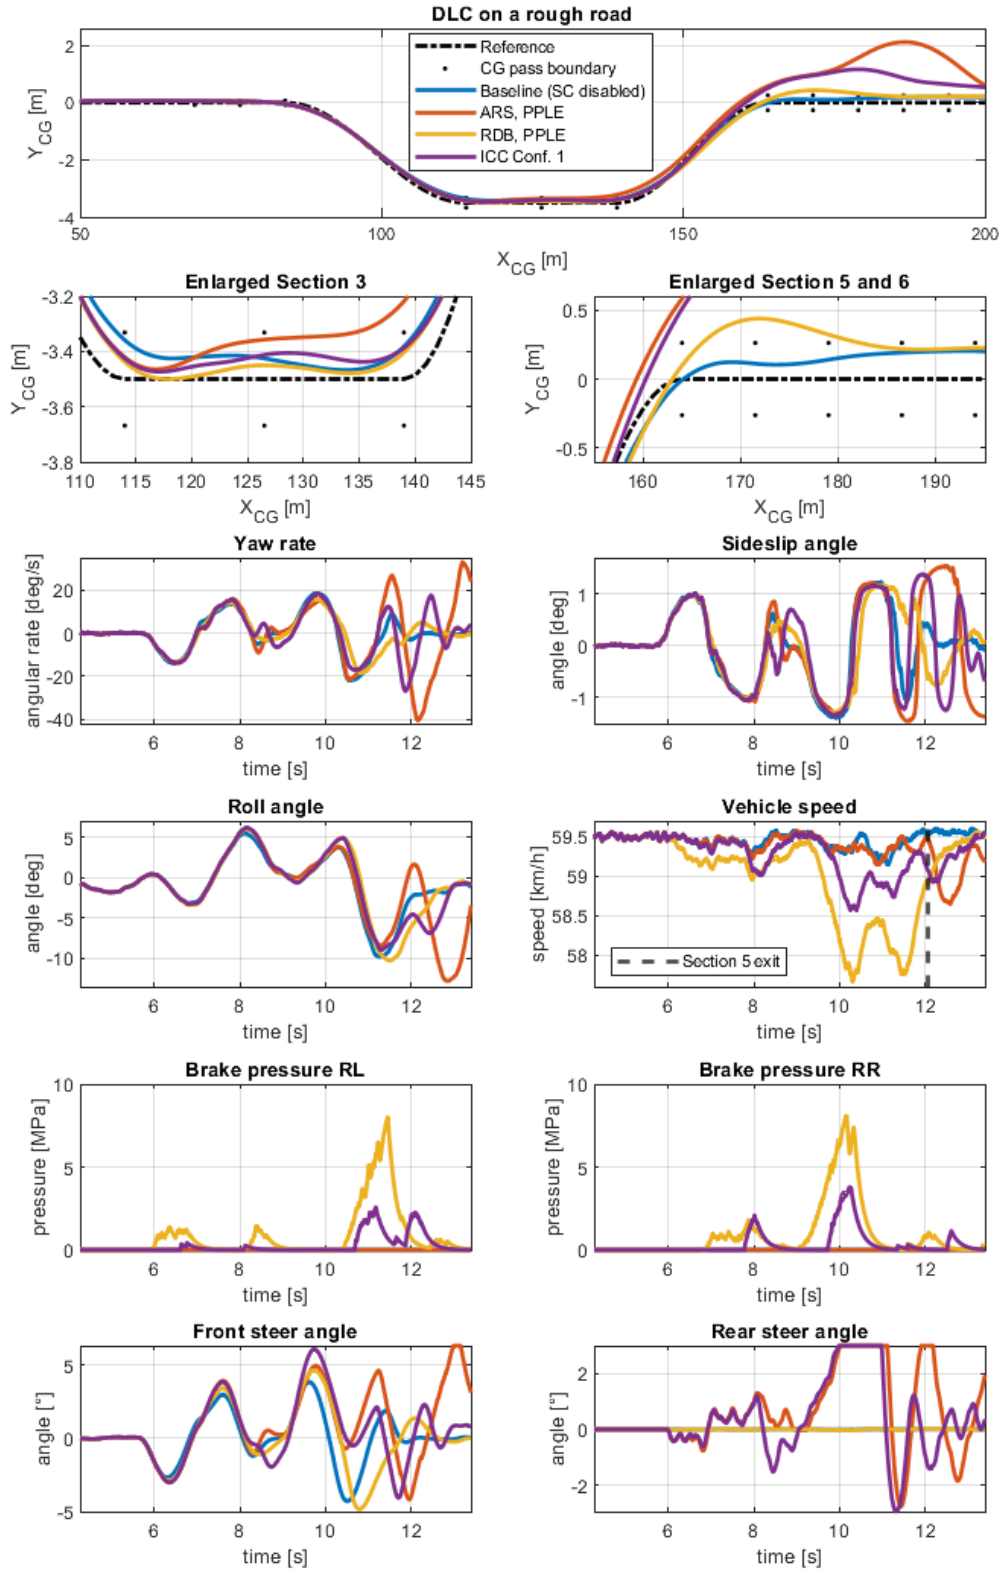 DLC on a rough road
Reference
CG pass boundary
Baseline (SC disabled)
ARS, PPLE
RDB, PPLE
ICC Conf. 1
Y_CG [m]
2
0
-2
-4
50
100
150
200
X_CG [m]
Enlarged Section 3
Y_CG [m]
-3.2
-3.4
-3.6
-3.8
110
115
120
125
130
135
140
145
X_CG [m]
Enlarged Section 5 and 6
Y_CG [m]
0.5
0
-0.5
160
170
180
190
X_CG [m]
Yaw rate
angular rate [deg/s]
20
0
-20
-40
6
8
10
12
time [s]
Sideslip angle
angle [deg]
1
0
-1
6
8
10
12
time [s]
Roll angle
angle [deg]
5
0
-5
-10
6
8
10
12
time [s]
Vehicle speed
speed [km/h]
59.5
59
58.5
58
Section 5 exit
6
8
10
12
time [s]
Brake pressure RL
pressure [MPa]
10
5
0
6
8
10
12
time [s]
Brake pressure RR
pressure [MPa]
10
5
0
6
8
10
12
time [s]
Front steer angle
angle [°]
5
0
-5
6
8
10
12
time [s]
Rear steer angle
angle [°]
2
0
-2
6
8
10
12
time [s]